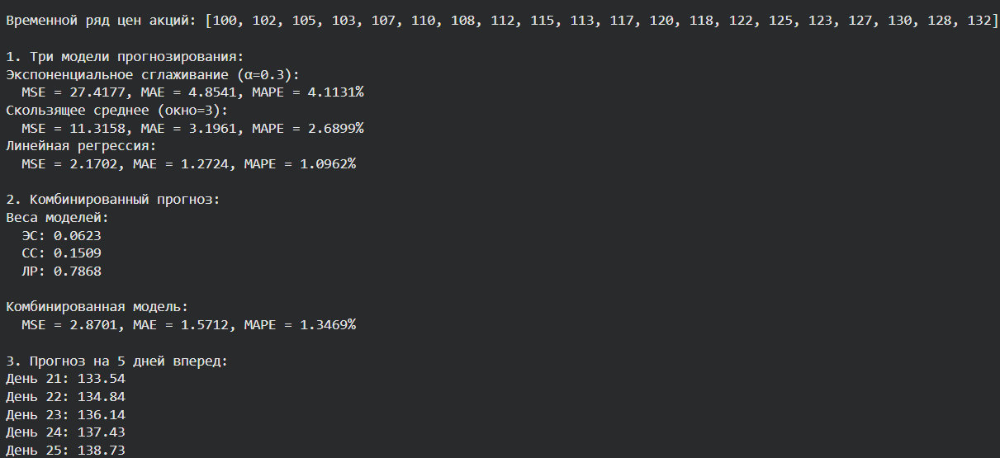 Временной ряд цен акций: [100, 102, 105, 103, 107, 110, 108, 112, 115, 113, 117, 120, 118, 122, 125, 123, 127, 130, 128, 132]
1. Три модели прогнозирования:
Экспоненциальное сглаживание (α=0.3):
MSE = 27.4177, MAE = 4.8541, MAPE = 4.1131%
Скользящее среднее (окно=3):
MSE = 11.3158, MAE = 3.1961, MAPE = 2.6899%
Линейная регрессия:
MSE = 2.1702, MAE = 1.2724, MAPE = 1.0962%
2. Комбинированный прогноз:
Веса моделей:
ЭС: 0.0623
СС: 0.1509
ЛР: 0.7868
Комбинированная модель:
MSE = 2.8701, MAE = 1.5712, MAPE = 1.3469%
3. Прогноз на 5 дней вперед:
День 21: 133.54
День 22: 134.84
День 23: 136.14
День 24: 137.43
День 25: 138.73